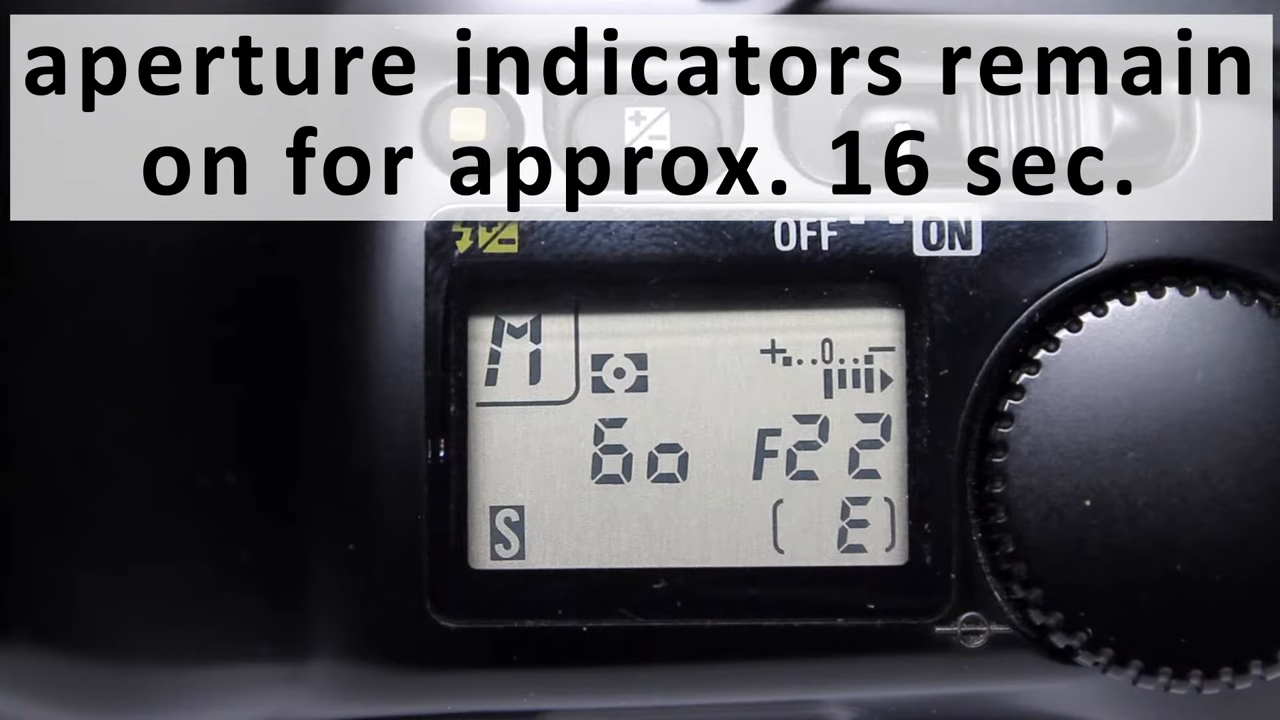 aperture indicators remain
on for approx. 16 sec.
OFF ON
M
+..0..-
60 F22
S ( E)